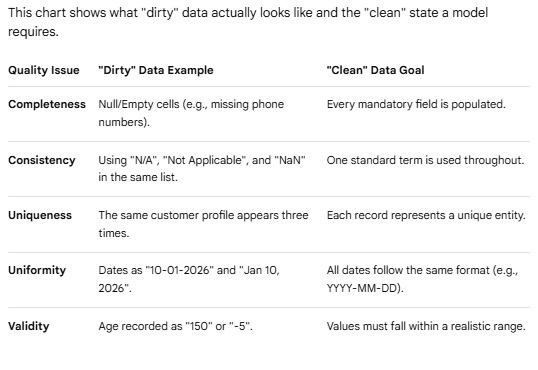 This chart shows what "dirty" data actually looks like and the "clean" state a model
requires.
Quality Issue "Dirty" Data Example "Clean" Data Goal
Completeness Null/Empty cells (e.g., missing phone Every mandatory field is populated.
numbers).
Consistency Using "N/A", "Not Applicable", and "NaN" One standard term is used throughout.
in the same list.
Uniqueness The same customer profile appears three Each record represents a unique entity.
times.
Uniformity Dates as "10-01-2026" and "Jan 10, All dates follow the same format (e.g.,
2026". YYYY-MM-DD).
Validity Age recorded as "150" or "-5". Values must fall within a realistic range.